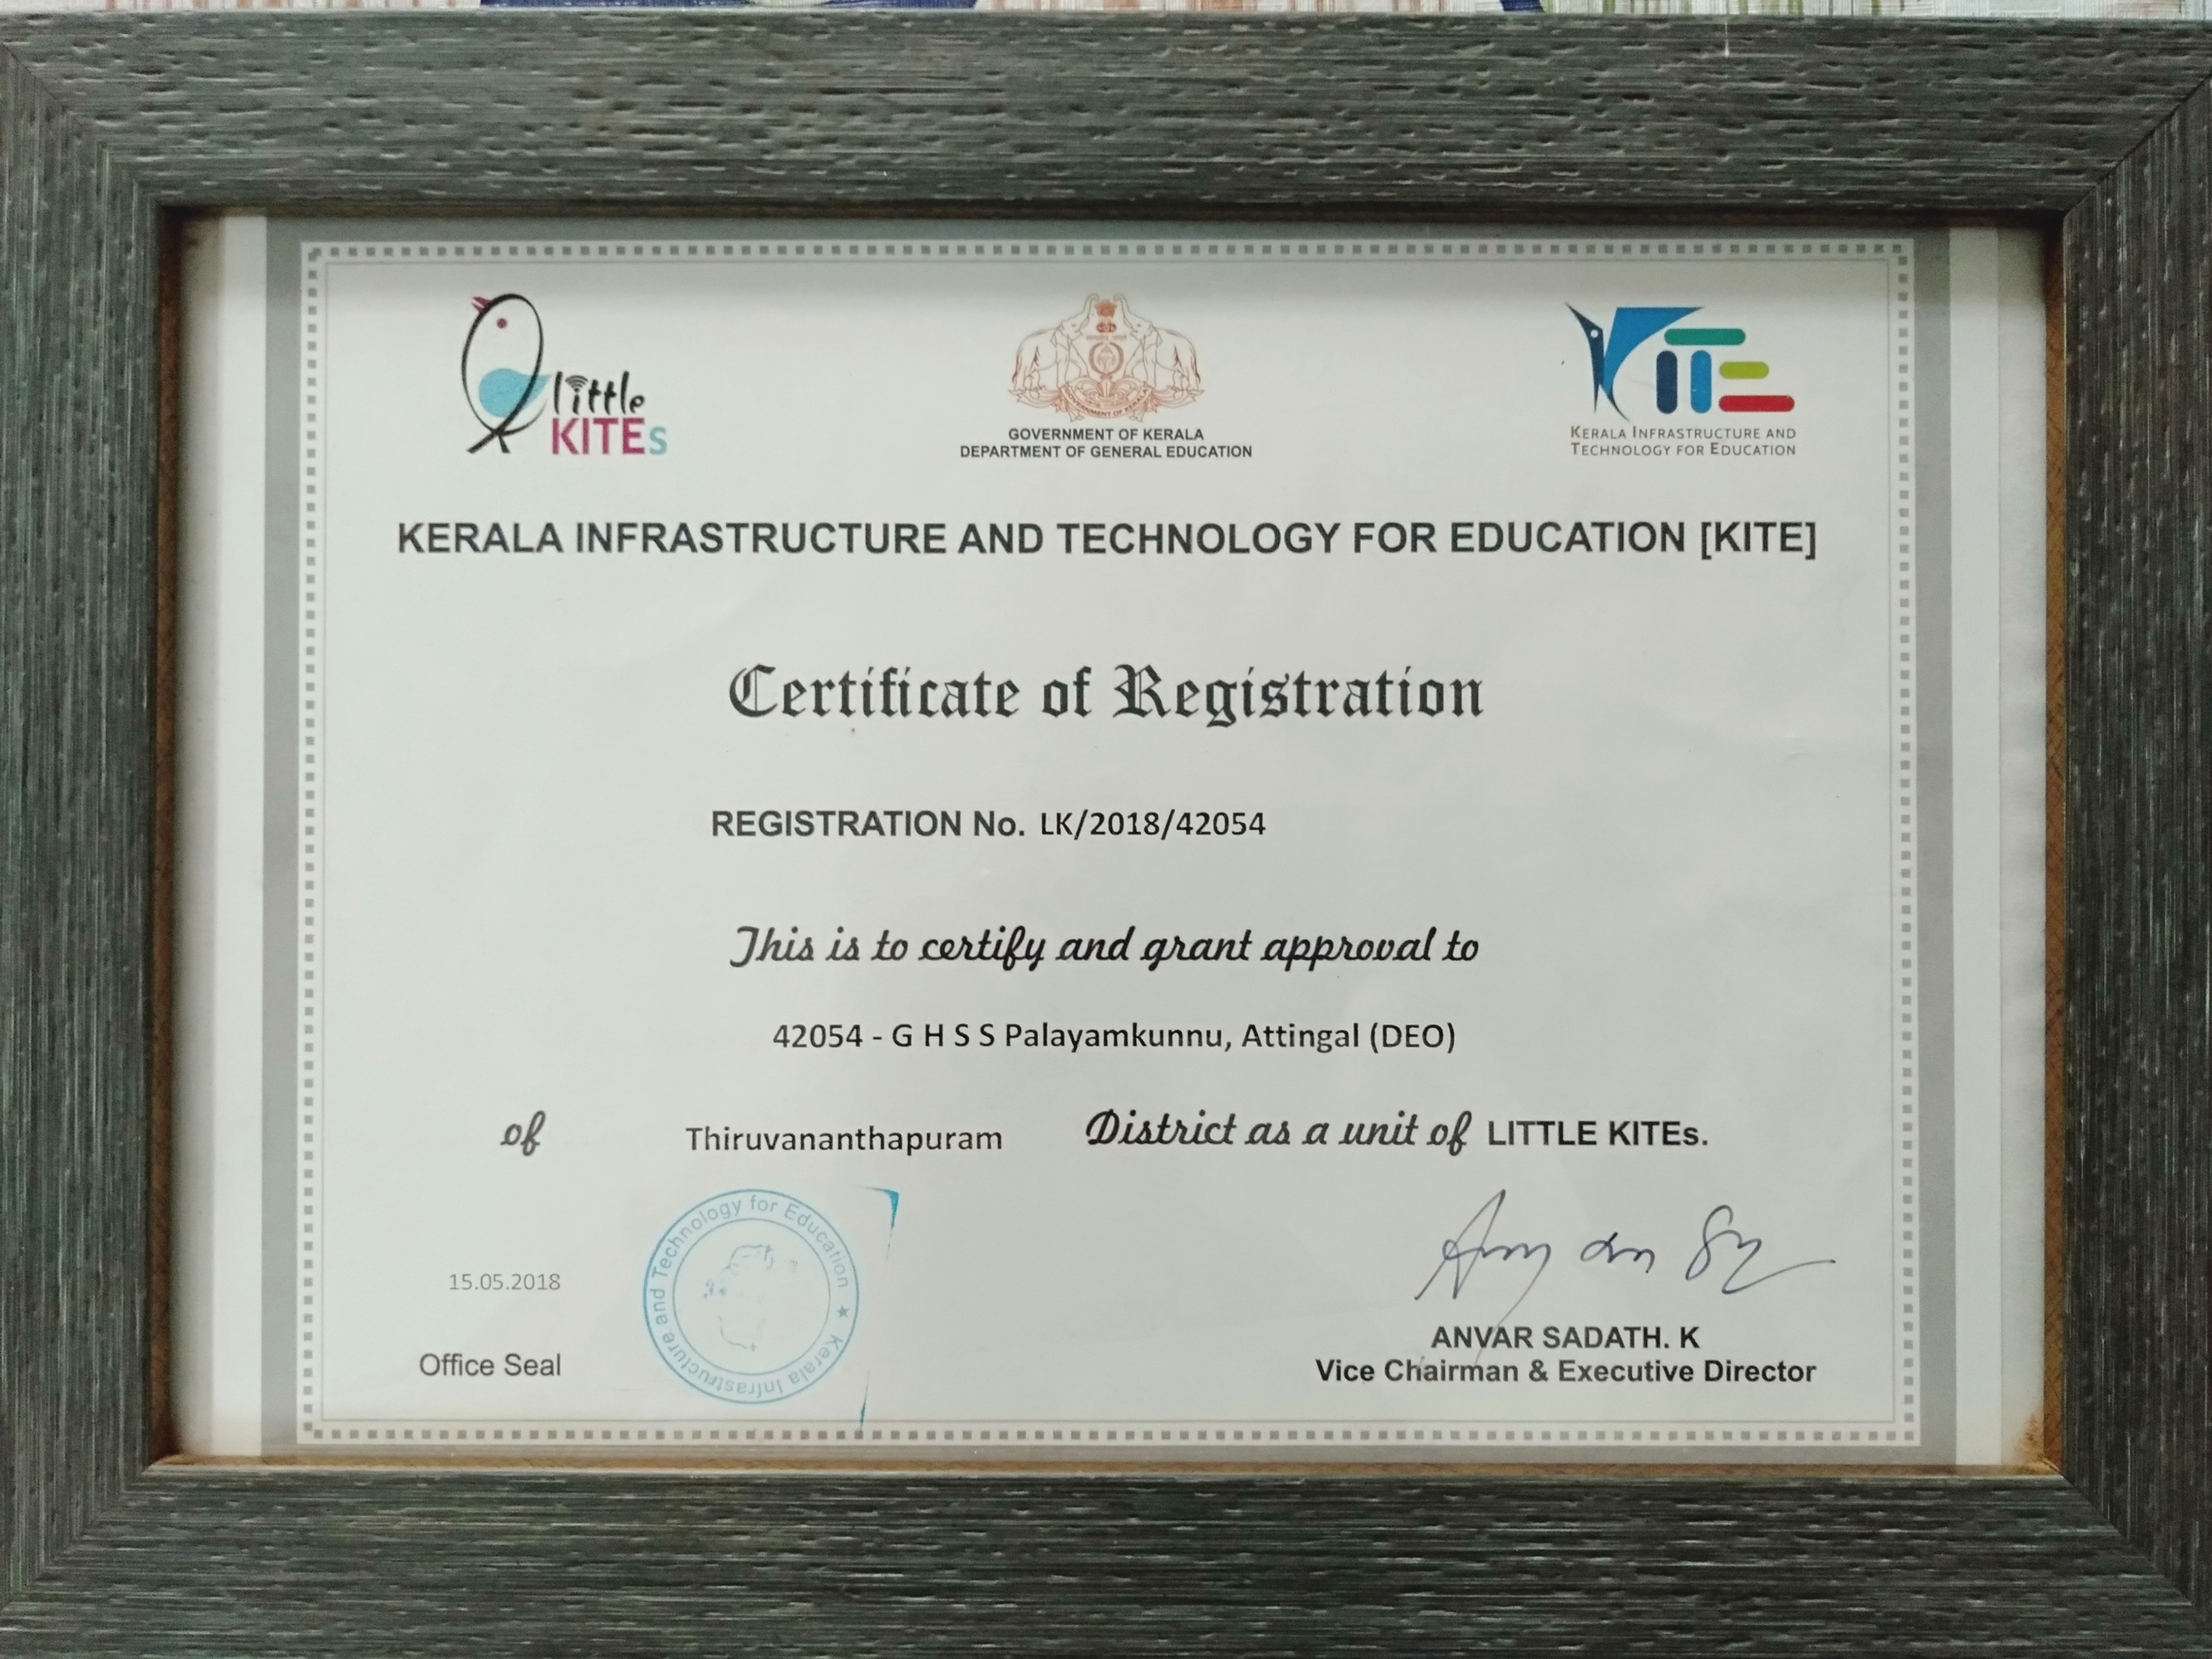 little
KITEs
GOVERNMENT OF KERALA
DEPARTMENT OF GENERAL EDUCATION
KITE
KERALA INFRASTRUCTURE AND
TECHNOLOGY FOR EDUCATION
KERALA INFRASTRUCTURE AND TECHNOLOGY FOR EDUCATION [KITE]
Certificate of Registration
REGISTRATION No. LK/2018/42054
This is to certify and grant approval to
42054 - G H S S Palayamkunnu, Attingal (DEO)
of Thiruvananthapuram District as a unit of LITTLE KITEs.
Kerala Infrastructure and Technology for Education ★
15.05.2018
Office Seal
ANVAR SADATH. K
Vice Chairman & Executive Director